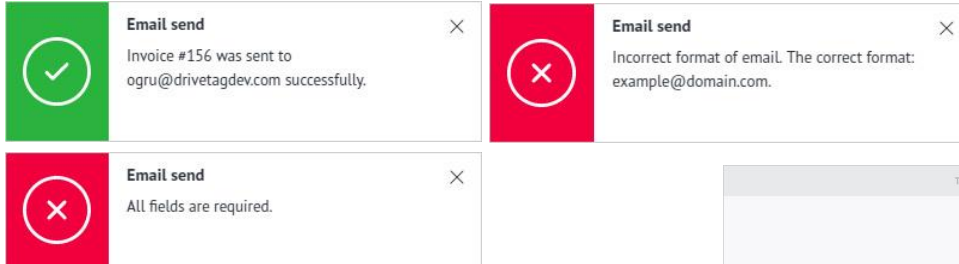 Email send
Invoice #156 was sent to
ogru@drivetagdev.com successfully.
Email send
Incorrect format of email. The correct format:
example@domain.com.
Email send
All fields are required.